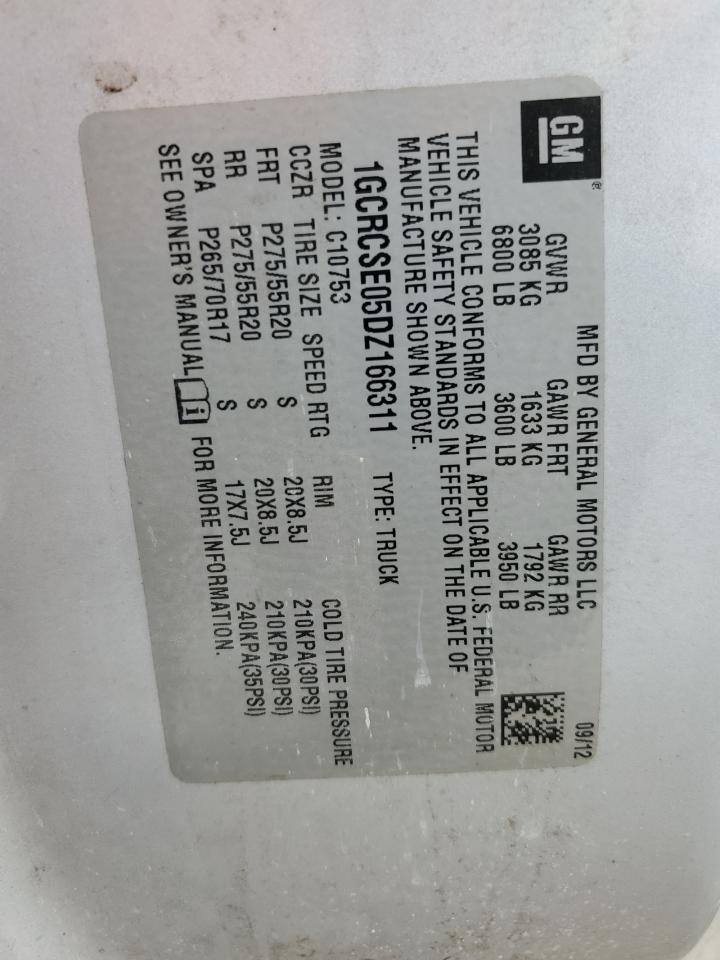 GM®
MFD BY GENERAL MOTORS LLC 09/12
GVWR GAWR FRT GAWR RR
3085 KG 1633 KG 1792 KG
6800 LB 3600 LB 3950 LB
THIS VEHICLE CONFORMS TO ALL APPLICABLE U.S. FEDERAL MOTOR
VEHICLE SAFETY STANDARDS IN EFFECT ON THE DATE OF
MANUFACTURE SHOWN ABOVE.
1GCRCSE05DZ166311 TYPE: TRUCK
MODEL: C10753
CCZR TIRE SIZE SPEED RTG RIM COLD TIRE PRESSURE
FRT P275/55R20 S 20X8.5J 210KPA(30PSI)
RR P275/55R20 S 20X8.5J 210KPA(30PSI)
SPA P265/70R17 S 17X7.5J 240KPA(35PSI)
SEE OWNER'S MANUAL FOR MORE INFORMATION.